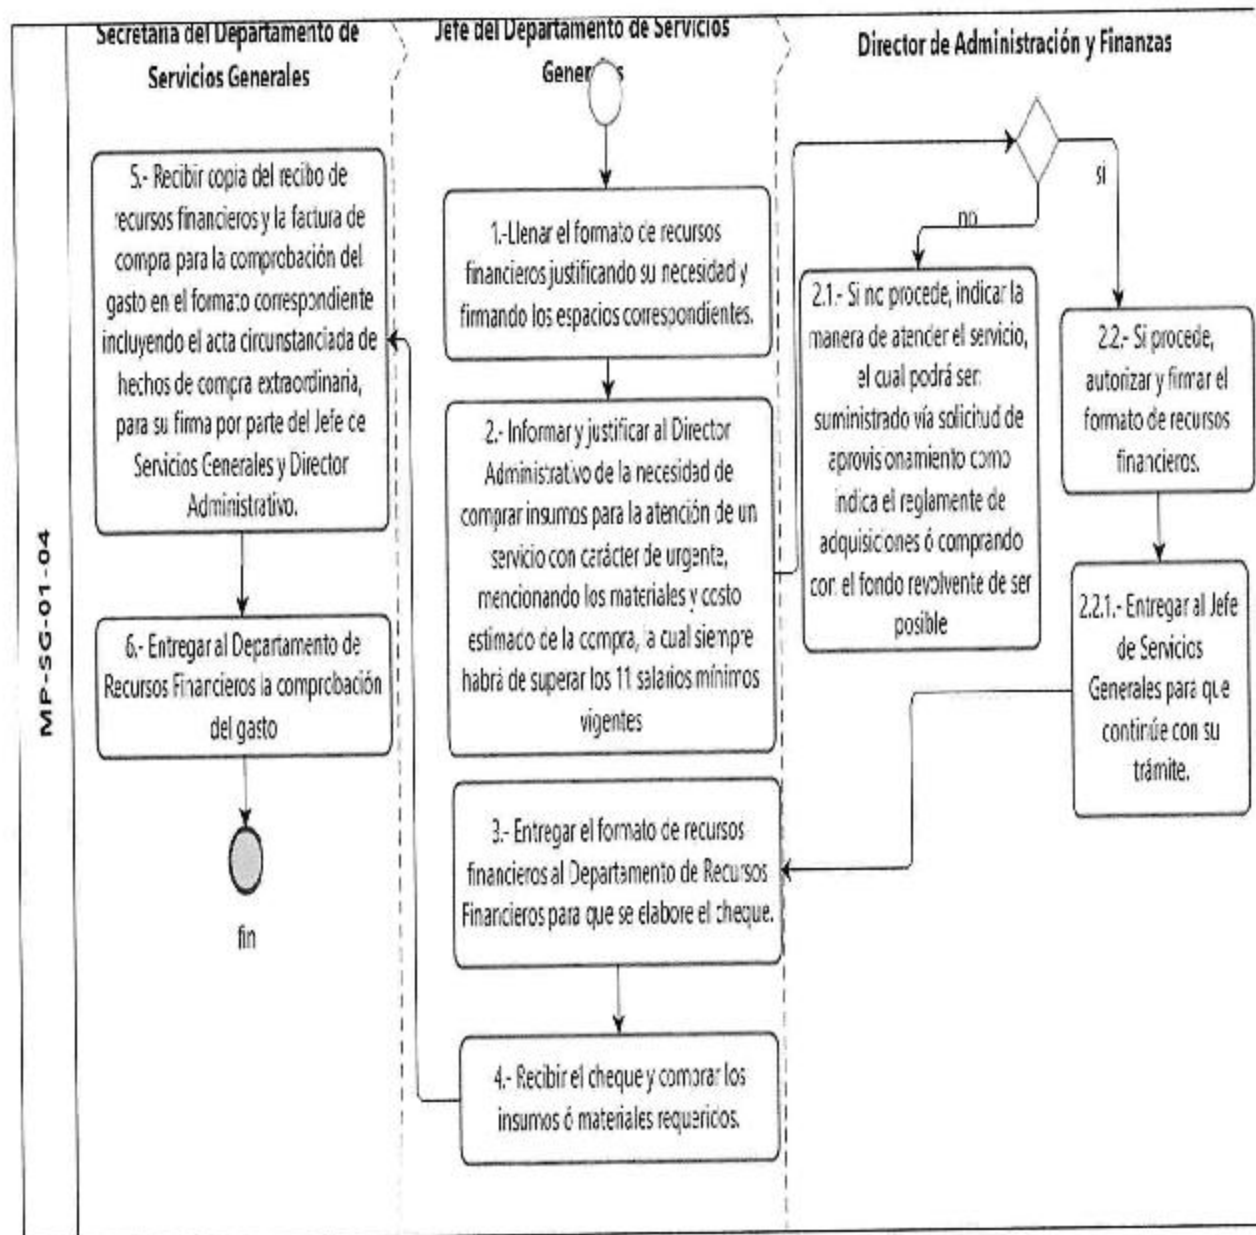 MP-SG-01-04
Secretaria del Departamento de
Servicios Generales
Jefe del Departamento de Servicios
Generales
Director de Administración y Finanzas
5.- Recibir copia del recibo de
recursos financieros y la factura de
compra para la comprobación del
gasto en el formato correspondiente
incluyendo el acta circunstanciada de
hechos de compra extraordinaria,
para su firma por parte del Jefe de
Servicios Generales y Director
Administrativo.
6.- Entregar al Departamento de
Recursos Financieros la comprobación
del gasto
fin
1.-Llenar el formato de recursos
financieros justificando su necesidad y
firmando los espacios correspondientes.
2.- Informar y justificar al Director
Administrativo de la necesidad de
comprar insumos para la atención de un
servicio con carácter de urgente,
mencionando los materiales y costo
estimado de la compra, la cual siempre
habrá de superar los 11 salarios mínimos
vigentes
3.- Entregar el formato de recursos
financieros al Departamento de Recursos
Financieros para que se elabore el cheque.
4.- Recibir el cheque y comprar los
insumos ó materiales requeridos.
no
si
2.1.- Si no procede, indicar la
manera de atender el servicio,
el cual podrá ser:
suministrado vía solicitud de
aprovisionamiento como
indica el reglamente de
adquisiciones ó comprando
con el fondo revolvente de ser
posible
2.2.- Si procede,
autorizar y firmar el
formato de recursos
financieros.
2.2.1.- Entregar al Jefe
de Servicios
Generales para que
continúe con su
trámite.